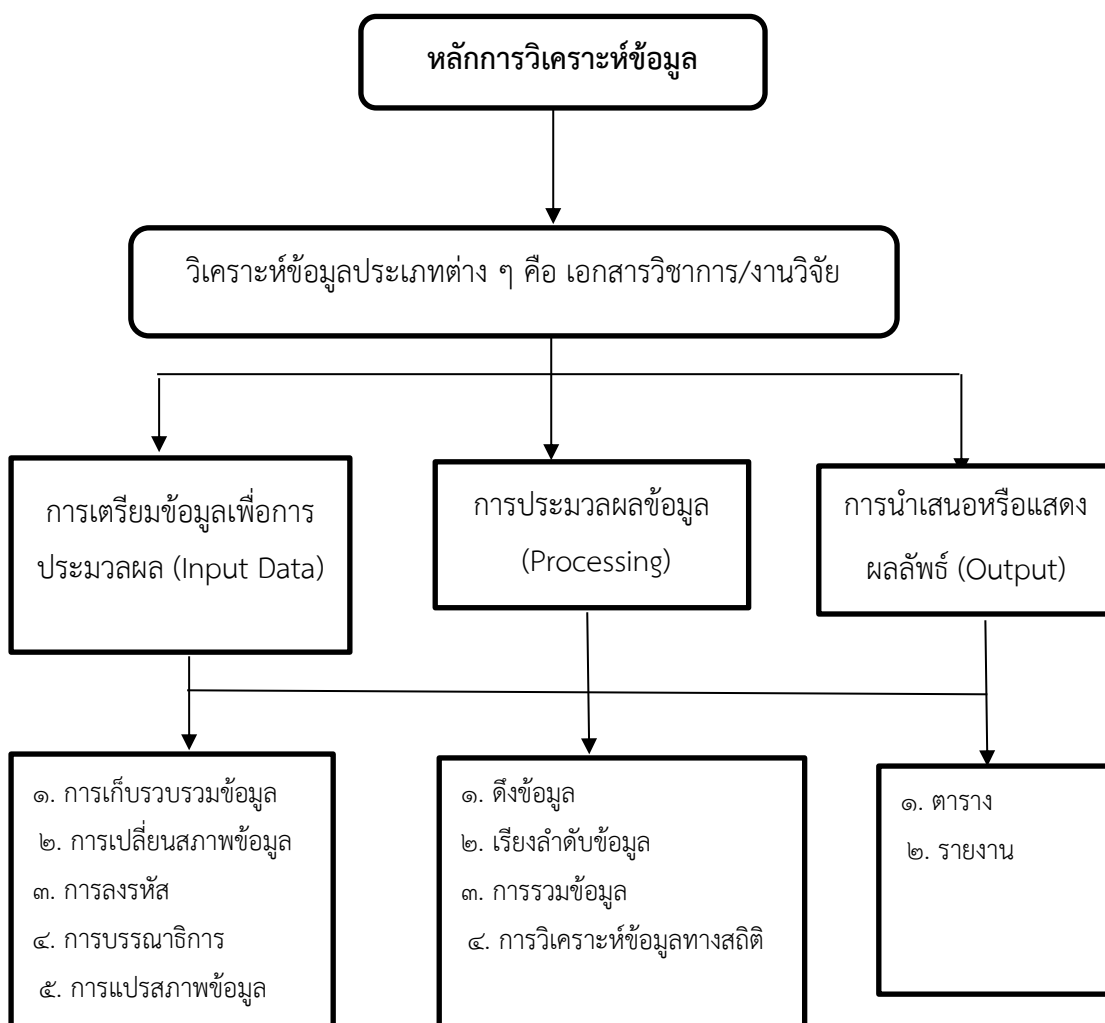 หลักการวิเคราะห์ข้อมูล
วิเคราะห์ข้อมูลประเภทต่าง ๆ คือ เอกสารวิชาการ/งานวิจัย
การเตรียมข้อมูลเพื่อการ
ประมวลผล (Input Data)
การประมวลผลข้อมูล
(Processing)
การนำเสนอหรือแสดง
ผลลัพธ์ (Output)
๑. การเก็บรวบรวมข้อมูล
๒. การเปลี่ยนสภาพข้อมูล
๓. การลงรหัส
๔. การบรรณาธิการ
๕. การแปรสภาพข้อมูล
๑. ดึงข้อมูล
๒. เรียงลำดับข้อมูล
๓. การรวมข้อมูล
๔. การวิเคราะห์ข้อมูลทางสถิติ
๑. ตาราง
๒. รายงาน